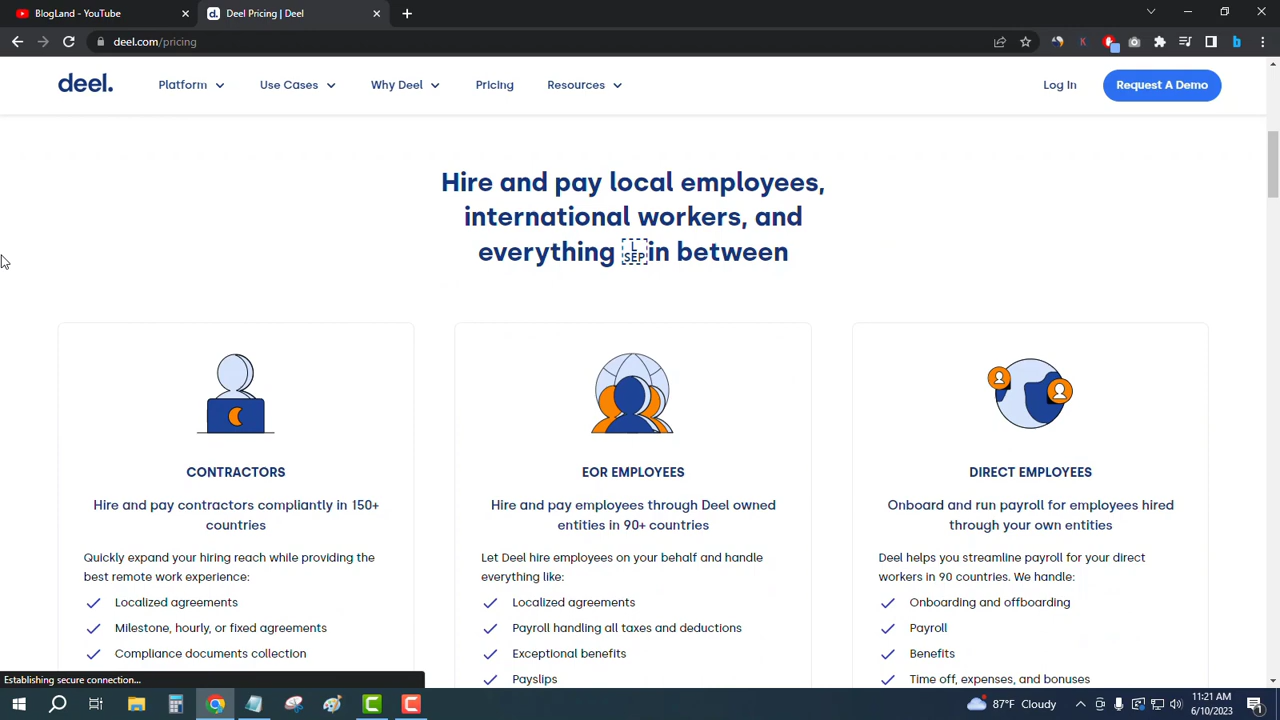 BlogLand - YouTube
Deel Pricing | Deel
deel.com/pricing
deel.
Platform
Use Cases
Why Deel
Pricing
Resources
Log In
Request A Demo
Hire and pay local employees,
international workers, and
everything in between
L
SEP
CONTRACTORS
Hire and pay contractors compliantly in 150+
countries
Quickly expand your hiring reach while providing the
best remote work experience:
Localized agreements
Milestone, hourly, or fixed agreements
Compliance documents collection
EOR EMPLOYEES
Hire and pay employees through Deel owned
entities in 90+ countries
Let Deel hire employees on your behalf and handle
everything like:
Localized agreements
Payroll handling all taxes and deductions
Exceptional benefits
Payslips
DIRECT EMPLOYEES
Onboard and run payroll for employees hired
through your own entities
Deel helps you streamline payroll for your direct
workers in 90 countries. We handle:
Onboarding and offboarding
Payroll
Benefits
Time off, expenses, and bonuses
Establishing secure connection...
87°F Cloudy
11:21 AM
6/10/2023